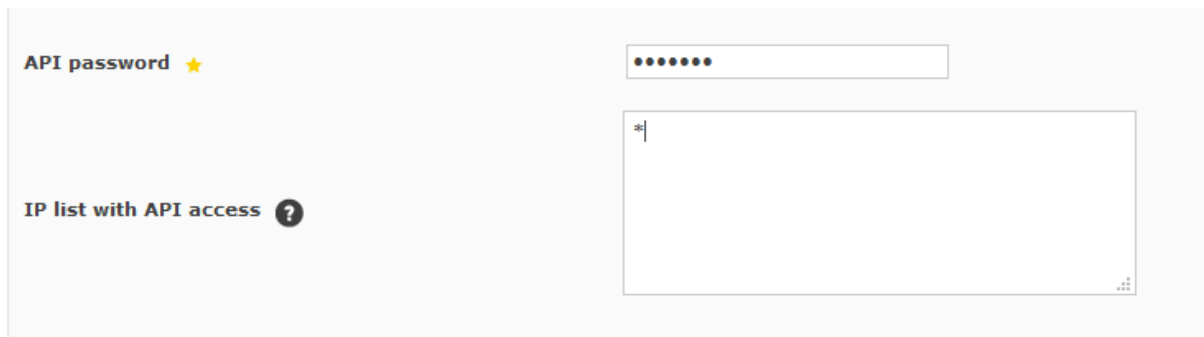 API password
•••••••
*
IP list with API access